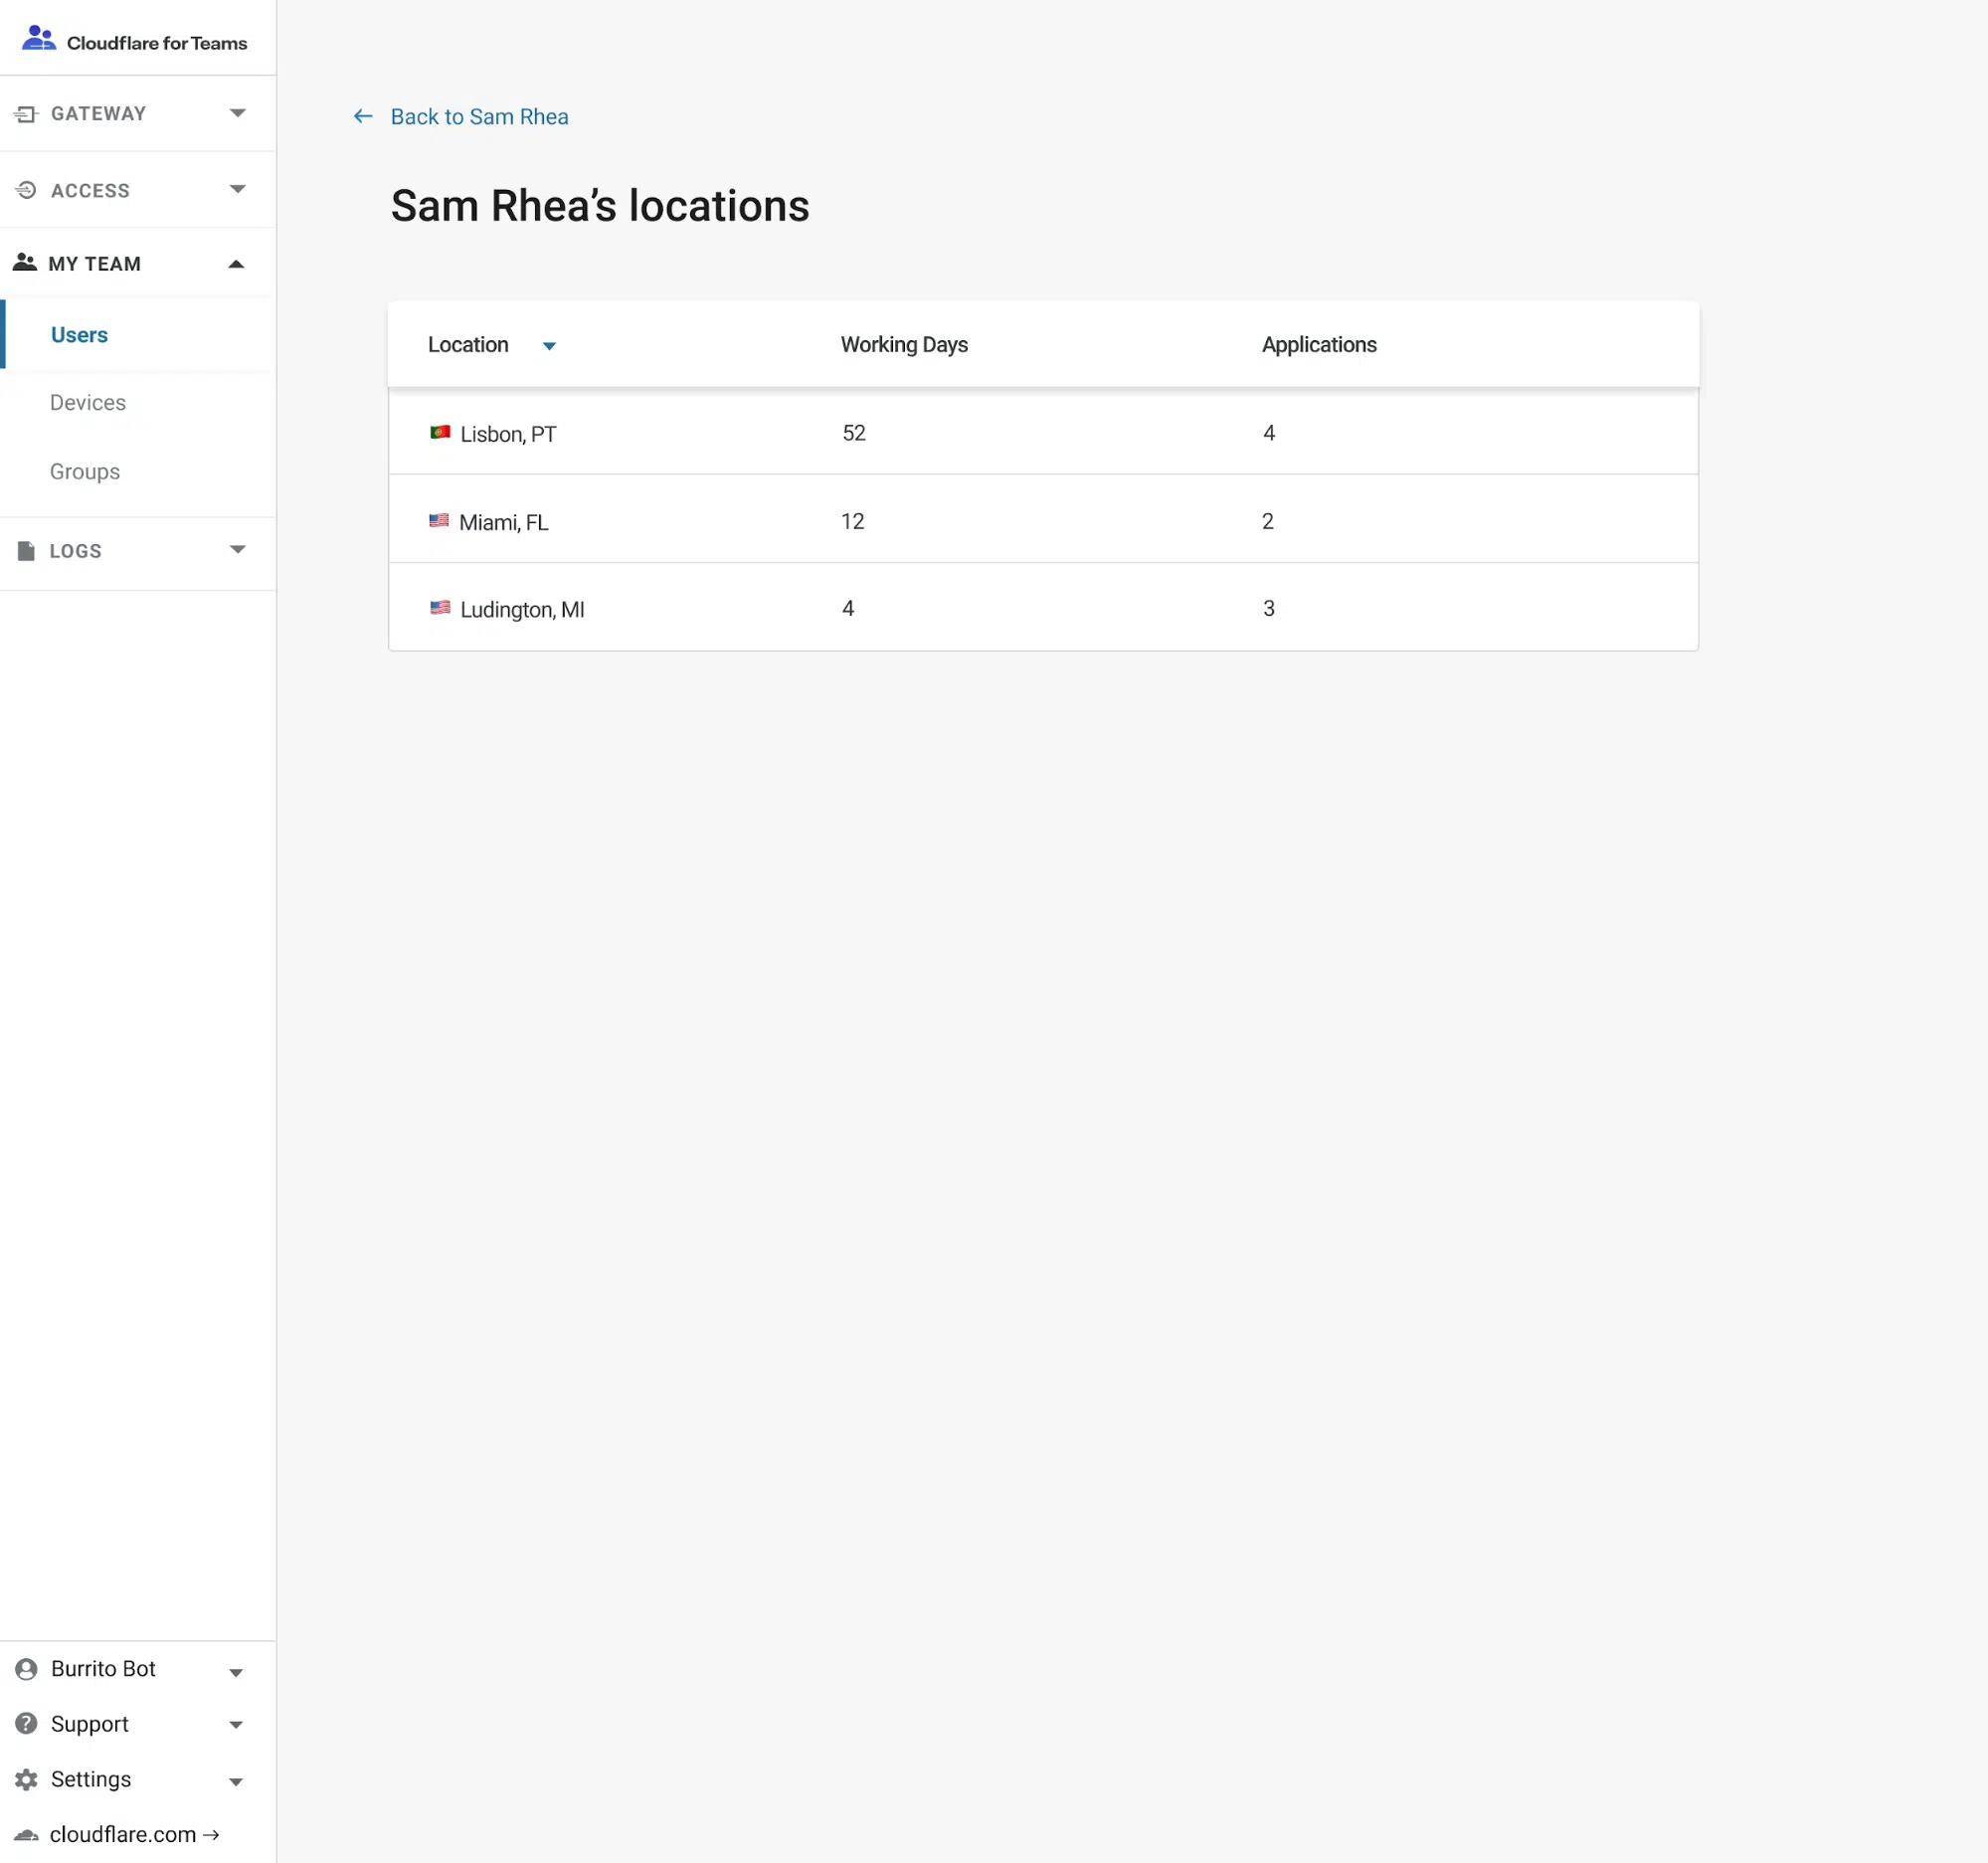 Cloudflare for Teams
GATEWAY
ACCESS
MY TEAM
Users
Devices
Groups
LOGS
← Back to Sam Rhea
Sam Rhea’s locations
Location Working Days Applications
Lisbon, PT 52 4
Miami, FL 12 2
Ludington, MI 4 3
Burrito Bot
Support
Settings
cloudflare.com →